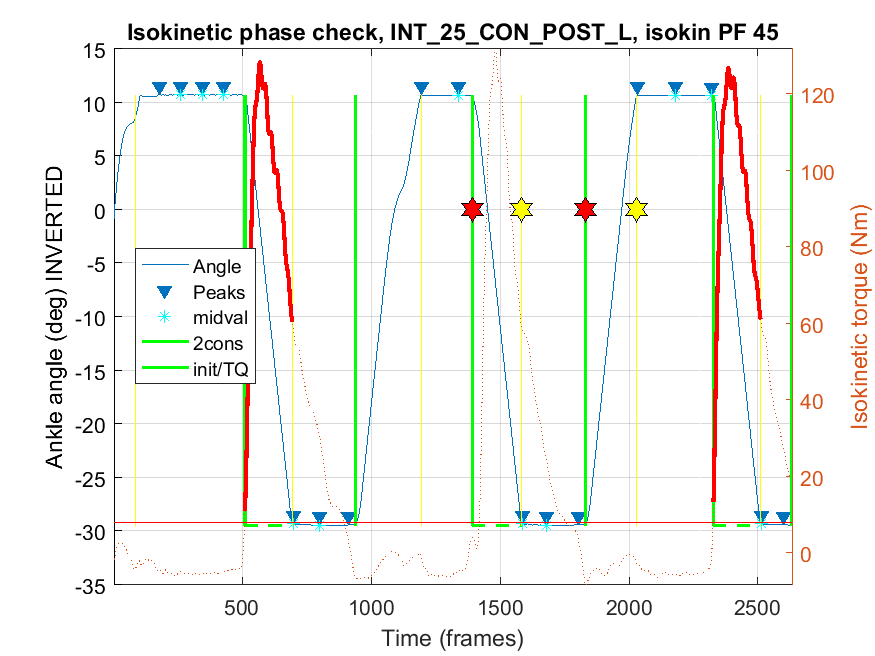 Isokinetic phase check, INT_25_CON_POST_L, isokin PF 45
Ankle angle (deg) INVERTED
15
10
5
0
-5
-10
-15
-20
-25
-30
-35
Angle
Peaks
midval
2cons
init/TQ
120
100
80
60
40
20
0
Isokinetic torque (Nm)
500
1000
1500
2000
2500
Time (frames)